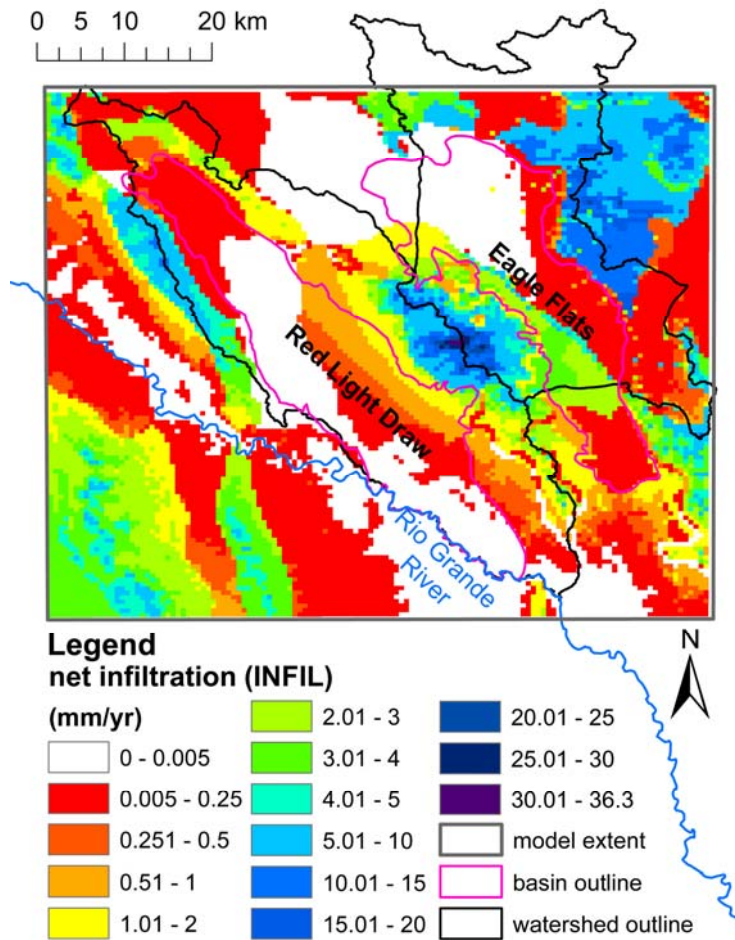 0 5 10 20 km
Eagle Flats
Red Light Draw
Rio Grande
River
N
Legend
net infiltration (INFIL)
(mm/yr)
0 - 0.005
0.005 - 0.25
0.251 - 0.5
0.51 - 1
1.01 - 2
2.01 - 3
3.01 - 4
4.01 - 5
5.01 - 10
10.01 - 15
15.01 - 20
20.01 - 25
25.01 - 30
30.01 - 36.3
model extent
basin outline
watershed outline